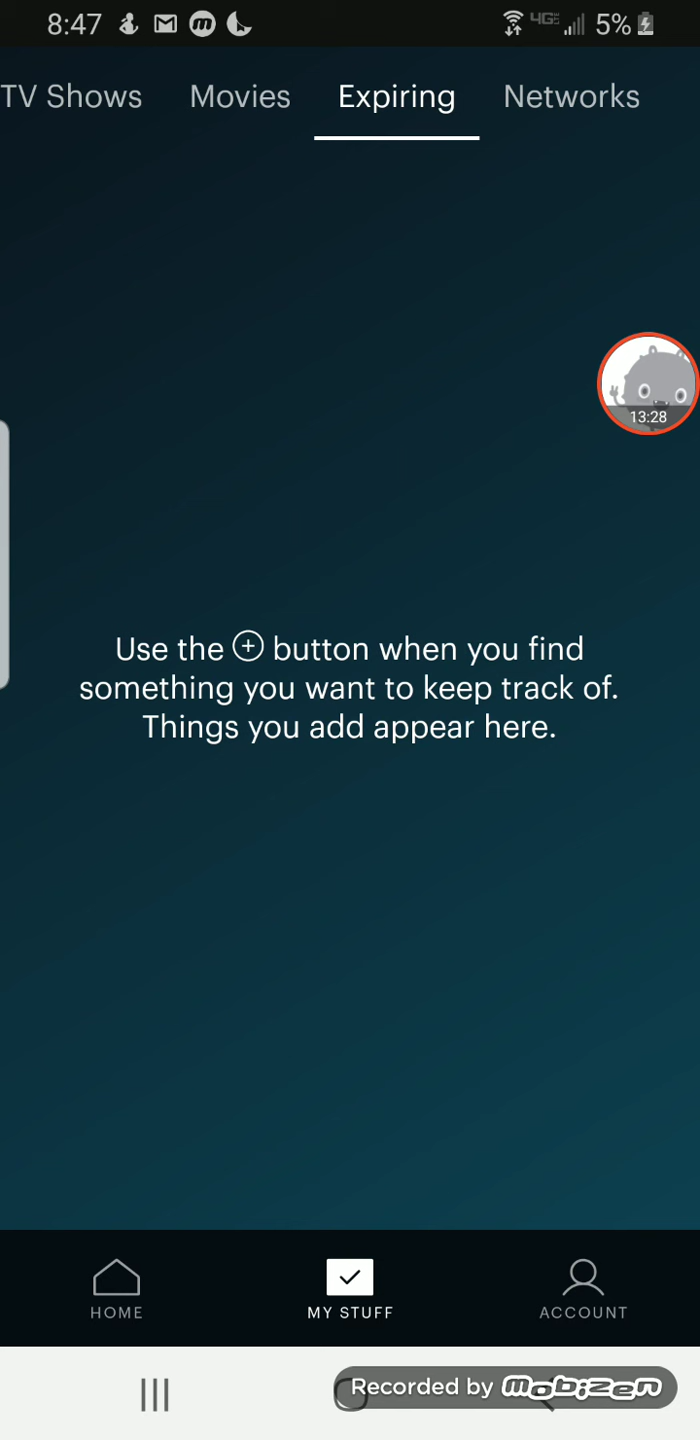 8:47 4GE 5%
TV Shows Movies Expiring Networks
13:28
Use the + button when you find
something you want to keep track of.
Things you add appear here.
HOME MY STUFF ACCOUNT
Recorded by mobizen